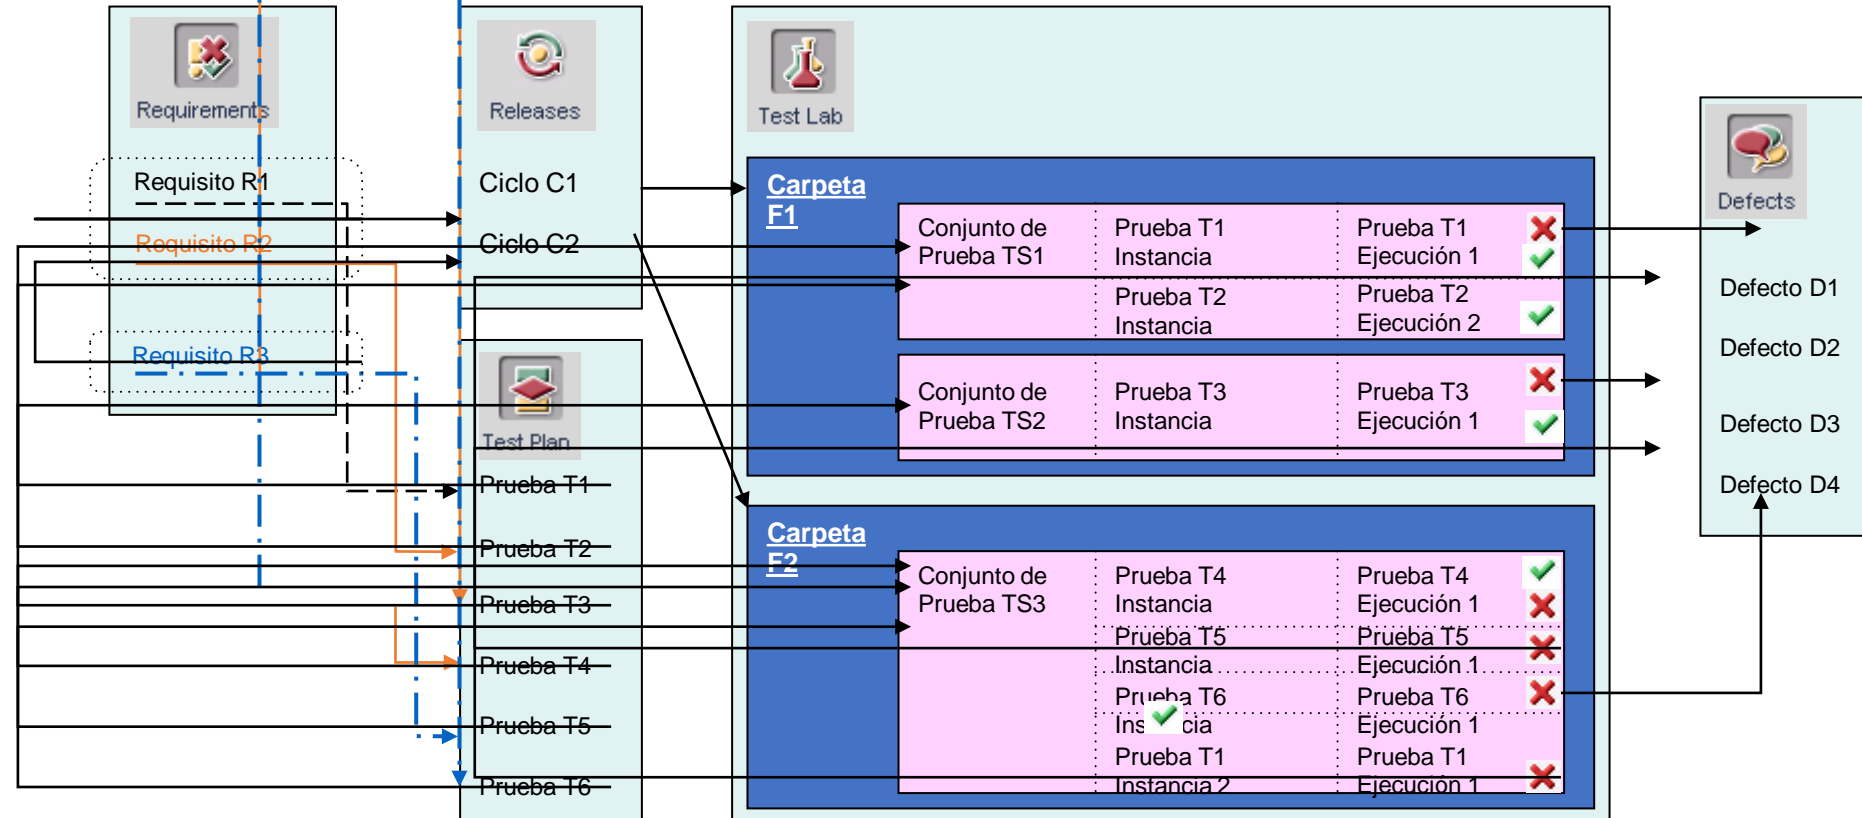 Requirements
Requisito R1
Requisito R2
Requisito R3
Releases
Ciclo C1
Ciclo C2
Test Plan
Prueba T1
Prueba T2
Prueba T3
Prueba T4
Prueba T5
Prueba T6
Test Lab
Carpeta
F1
Conjunto de
Prueba TS1
Prueba T1
Instancia
Prueba T1
Ejecución 1
Prueba T2
Instancia
Prueba T2
Ejecución 2
Conjunto de
Prueba TS2
Prueba T3
Instancia
Prueba T3
Ejecución 1
Carpeta
F2
Conjunto de
Prueba TS3
Prueba T4
Instancia
Prueba T4
Ejecución 1
Prueba T5
Instancia
Prueba T5
Ejecución 1
Prueba T6
Instancia
Prueba T6
Ejecución 1
Prueba T1
Instancia 2
Prueba T1
Ejecución 1
Defects
Defecto D1
Defecto D2
Defecto D3
Defecto D4